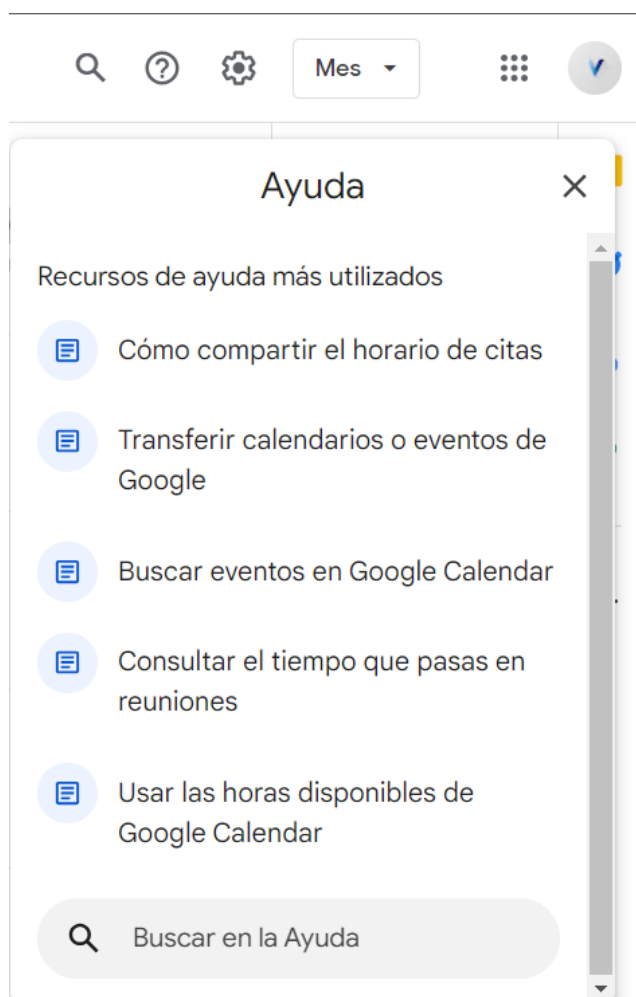 Mes
Ayuda
Recursos de ayuda más utilizados
Cómo compartir el horario de citas
Transferir calendarios o eventos de
Google
Buscar eventos en Google Calendar
Consultar el tiempo que pasas en
reuniones
Usar las horas disponibles de
Google Calendar
Buscar en la Ayuda